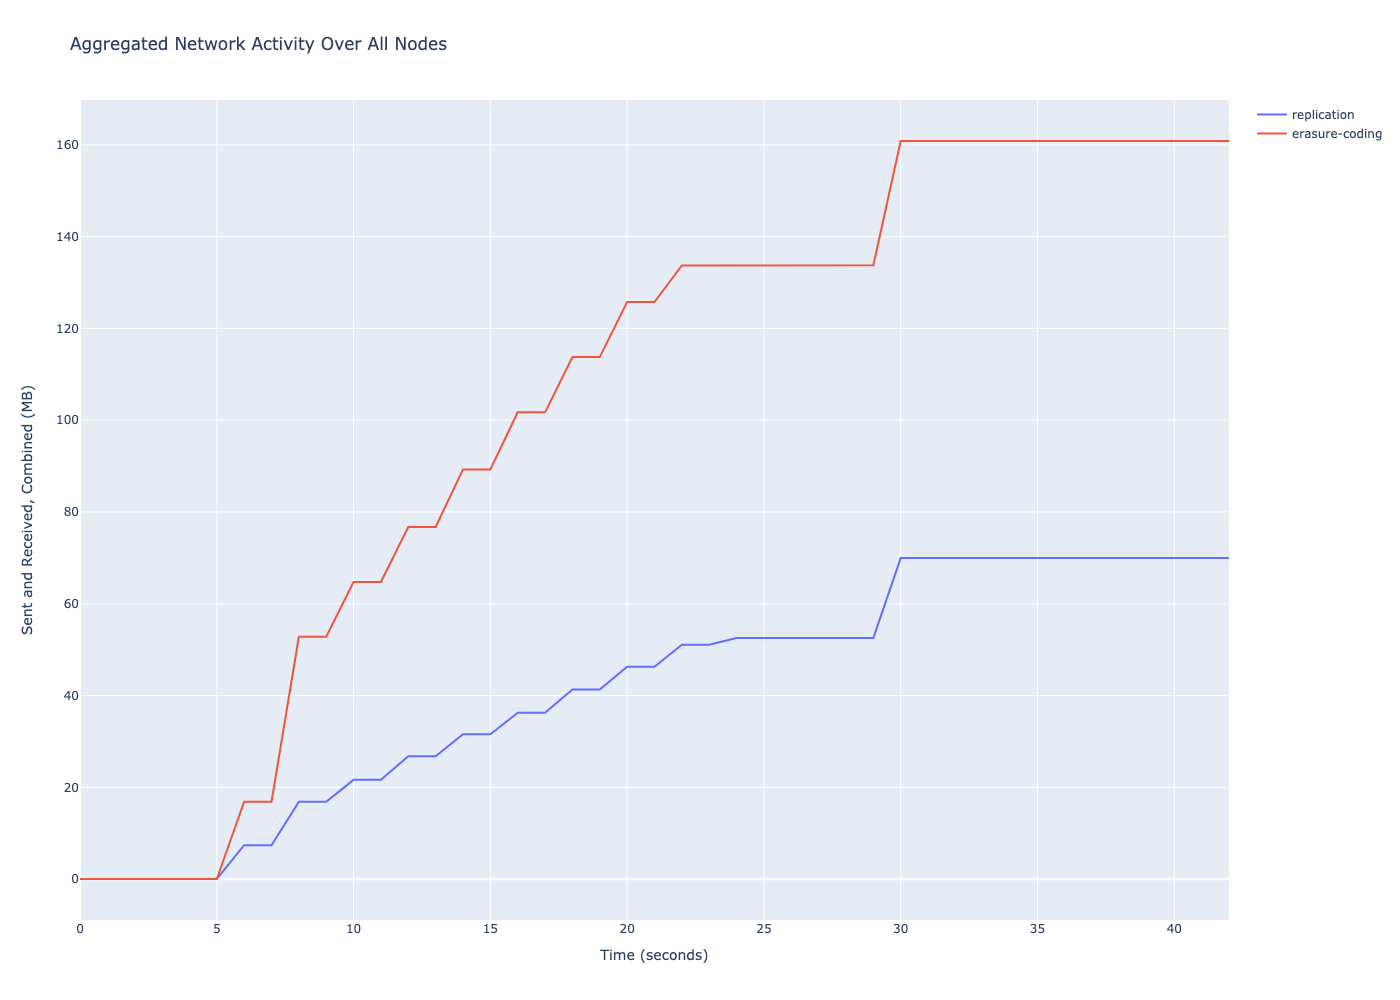 Aggregated Network Activity Over All Nodes
replication
erasure-coding
160
140
120
100
80
60
40
20
0
Sent and Received, Combined (MB)
0 5 10 15 20 25 30 35 40
Time (seconds)